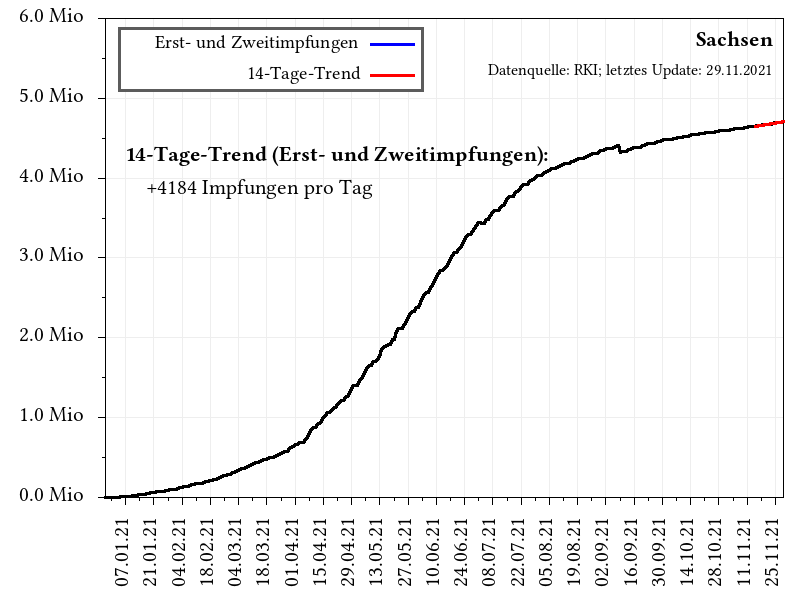 6.0 Mio
5.0 Mio
4.0 Mio
3.0 Mio
2.0 Mio
1.0 Mio
0.0 Mio
Erst- und Zweitimpfungen
14-Tage-Trend
Sachsen
Datenquelle: RKI; letztes Update: 29.11.2021
14-Tage-Trend (Erst- und Zweitimpfungen):
+4184 Impfungen pro Tag
07.01.21
21.01.21
04.02.21
18.02.21
04.03.21
18.03.21
01.04.21
15.04.21
29.04.21
13.05.21
27.05.21
10.06.21
24.06.21
08.07.21
22.07.21
05.08.21
19.08.21
02.09.21
16.09.21
30.09.21
14.10.21
28.10.21
11.11.21
25.11.21